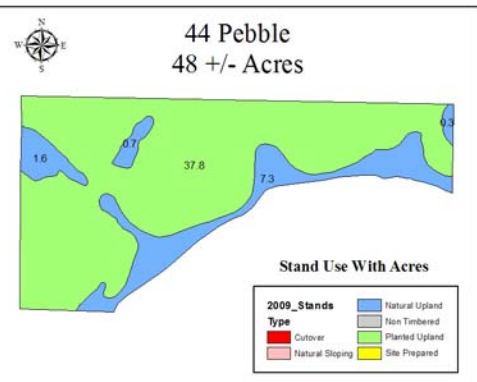 44 Pebble
48 +/- Acres
N
W E
S
0.3
0.7
1.6
37.8
7.3
Stand Use With Acres
2009_Stands
Type
Cutover
Natural Sloping
Natural Upland
Non Timbered
Planted Upland
Site Prepared